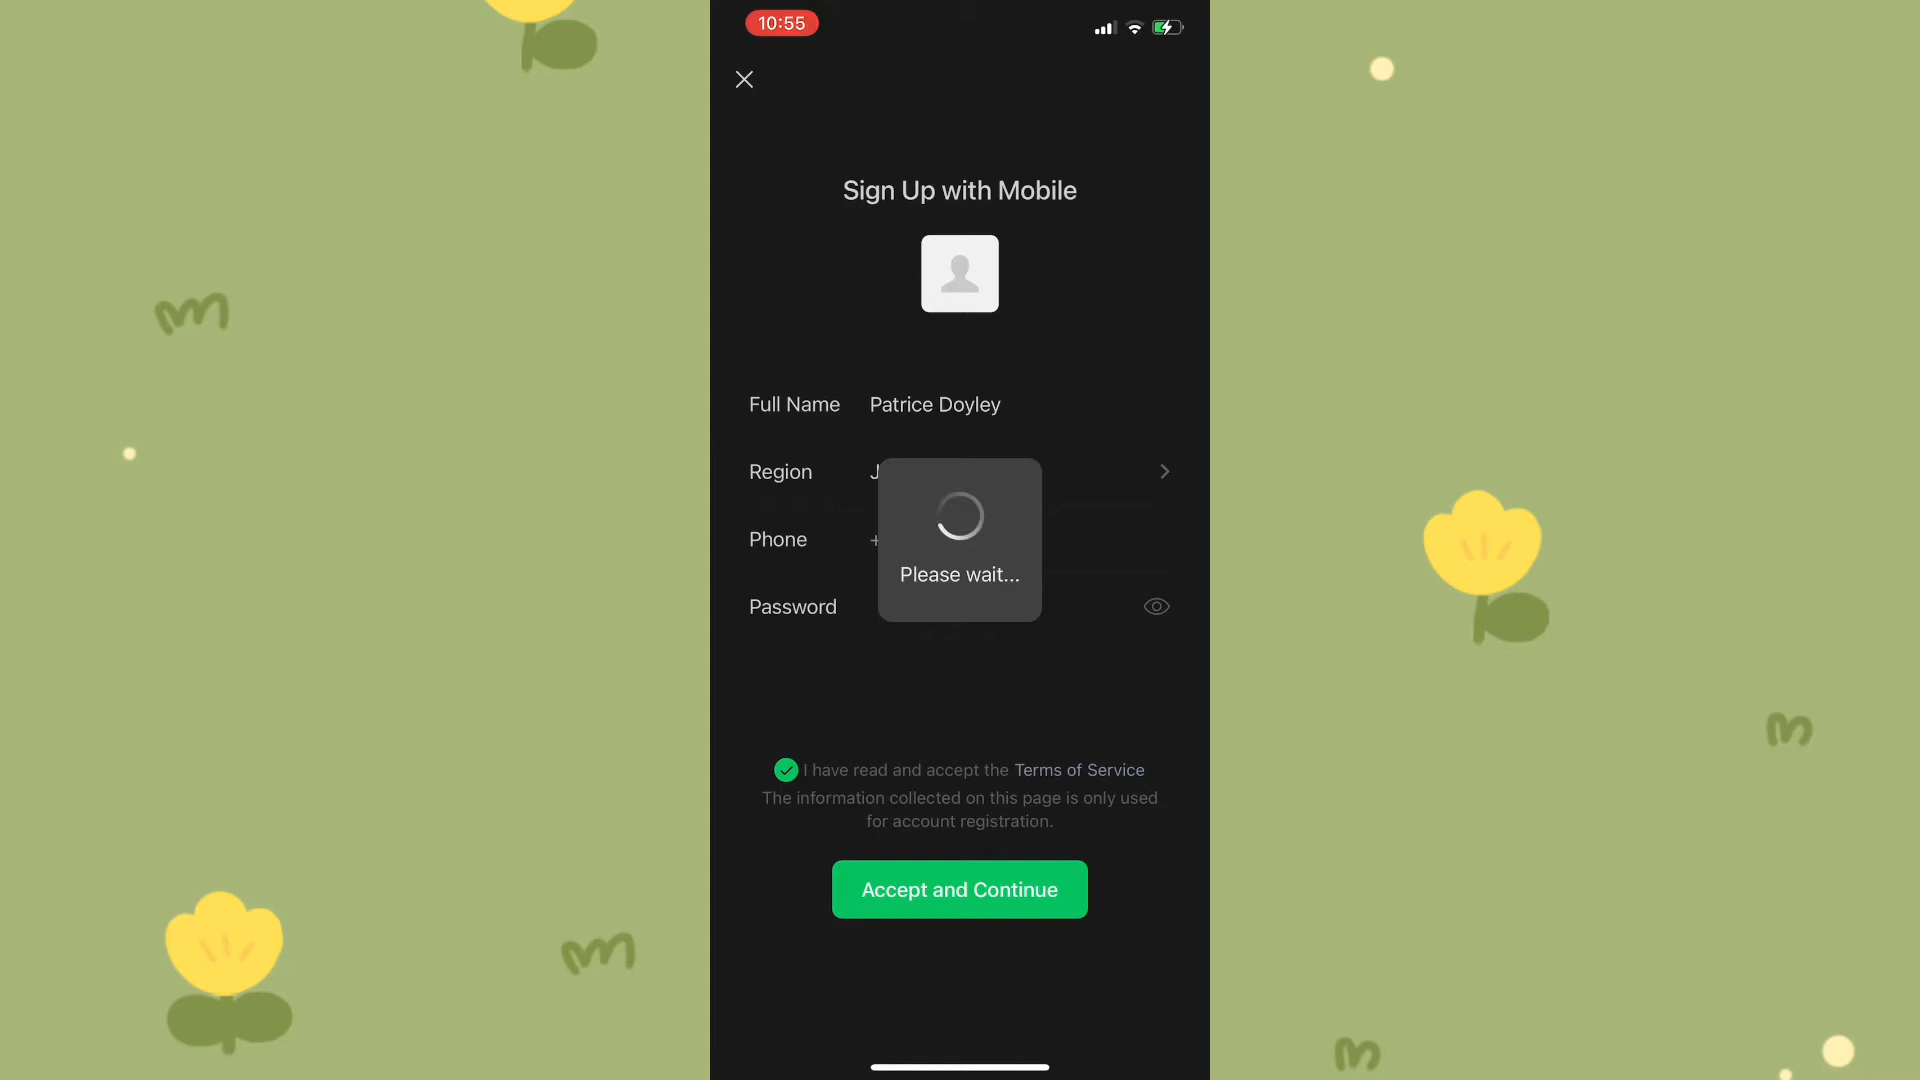 10:55
Sign Up with Mobile
Full Name Patrice Doyley
Region J
Phone +
Please wait...
Password
I have read and accept the Terms of Service
The information collected on this page is only used
for account registration.
Accept and Continue